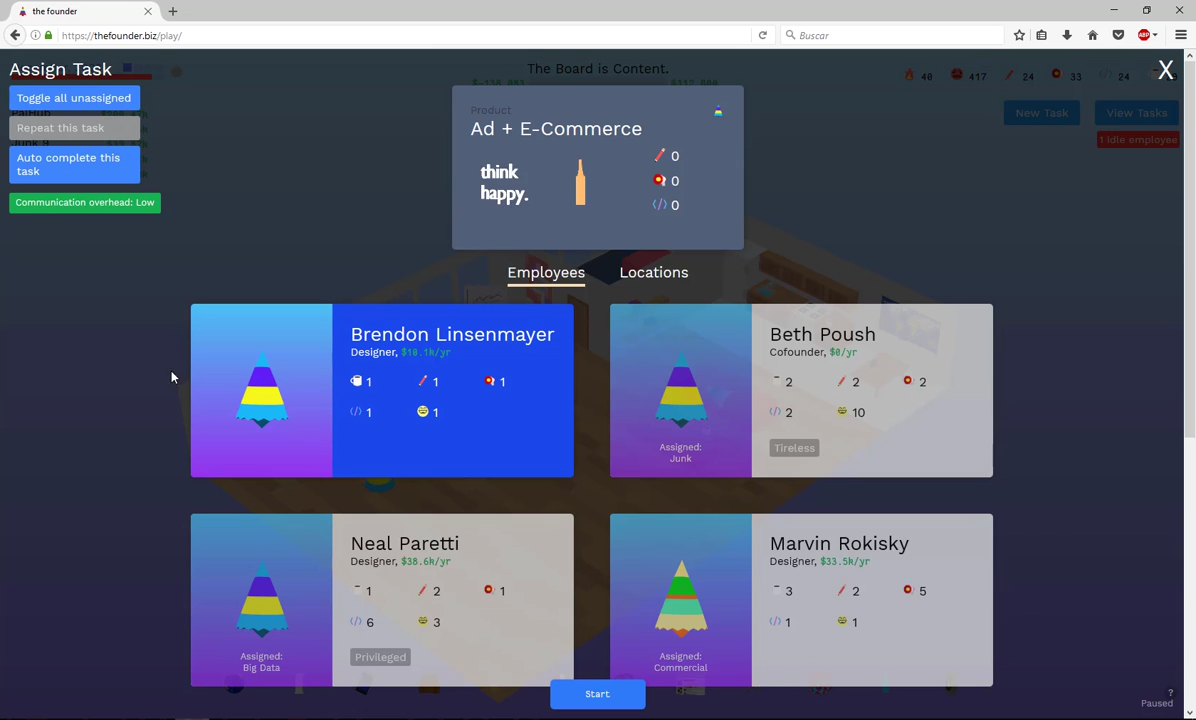 the founder
https://thefounder.biz/play/
Buscar
ABP
Assign Task
The Board is Content.
X
40 417 24 33 24
Toggle all unassigned
Repeat this task
Auto complete this
task
Communication overhead: Low
New Task
View Tasks
1 Idle employee
Product
Ad + E-Commerce
think
happy.
0
0
0
Employees
Locations
Brendon Linsenmayer
Designer, $10.1k/yr
1 1 1
1 1
Beth Poush
Cofounder, $0/yr
2 2 2
2 10
Tireless
Assigned:
Junk
Neal Paretti
Designer, $38.6k/yr
1 2 1
6 3
Privileged
Assigned:
Big Data
Marvin Rokisky
Designer, $33.5k/yr
3 2 5
1 1
Assigned:
Commercial
Start
?
Paused